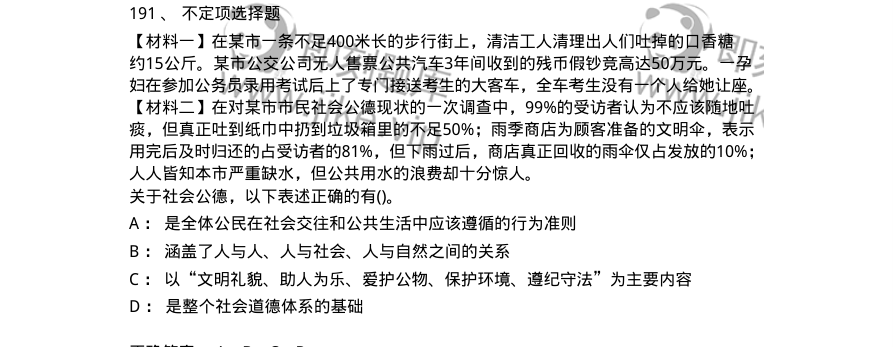 191 、 不定项选择题
【材料一】在某市一条不足400米长的步行街上，清洁工人清理出人们吐掉的口香糖
约15公斤。某市公交公司无人售票公共汽车3年间收到的残币假钞竞高达50万元。一孕
妇在参加公务员录用考试后上了专门接送考生的大客车，全车考生没有一个人给她让座。
【材料二】在对某市市民社会公德现状的一次调查中，99%的受访者认为不应该随地吐
痰，但真正吐到纸巾中扔到垃圾箱里的不足50%；雨季商店为顾客准备的文明伞，表示
用完后及时归还的占受访者的81%，但下雨过后，商店真正回收的雨伞仅占发放的10%；
人人皆知本市严重缺水，但公共用水的浪费却十分惊人。
关于社会公德，以下表述正确的有()。
A ： 是全体公民在社会交往和公共生活中应该遵循的行为准则
B ： 涵盖了人与人、人与社会、人与自然之间的关系
C ： 以“文明礼貌、助人为乐、爱护公物、保护环境、遵纪守法”为主要内容
D ： 是整个社会道德体系的基础